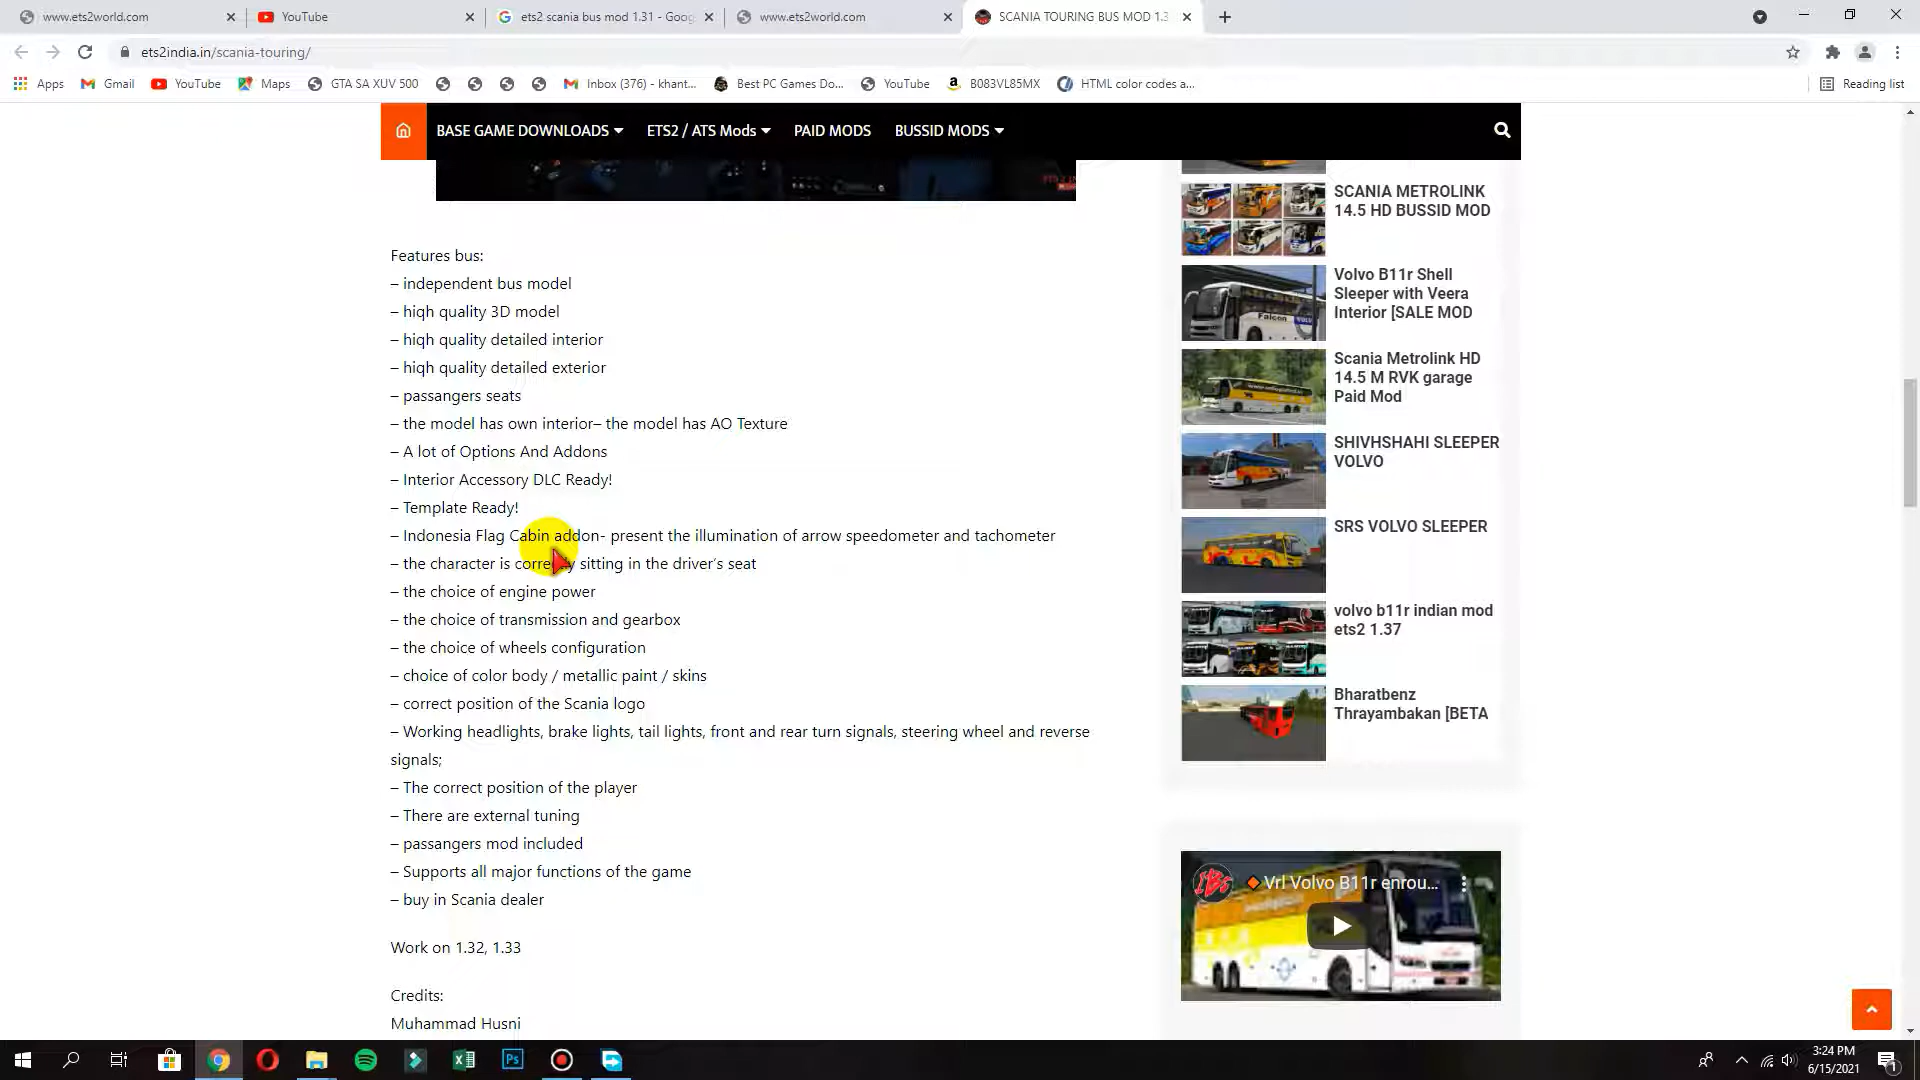 www.ets2world.com
YouTube
ets2 scania bus mod 1.31 - Goog
www.ets2world.com
SCANIA TOURING BUS MOD 1.3
ets2india.in/scania-touring/
Apps
Gmail
YouTube
Maps
GTA SA XUV 500
Inbox (376) - khant...
Best PC Games Do...
YouTube
B083VL85MX
HTML color codes a...
Reading list
BASE GAME DOWNLOADS
ETS2 / ATS Mods
PAID MODS
BUSSID MODS
Features bus:
– independent bus model
– hiqh quality 3D model
– hiqh quality detailed interior
– hiqh quality detailed exterior
– passangers seats
– the model has own interior– the model has AO Texture
– A lot of Options And Addons
– Interior Accessory DLC Ready!
– Template Ready!
– Indonesia Flag Cabin addon- present the illumination of arrow speedometer and tachometer
– the character is correctly sitting in the driver's seat
– the choice of engine power
– the choice of transmission and gearbox
– the choice of wheels configuration
– choice of color body / metallic paint / skins
– correct position of the Scania logo
– Working headlights, brake lights, tail lights, front and rear turn signals, steering wheel and reverse
signals;
– The correct position of the player
– There are external tuning
– passangers mod included
– Supports all major functions of the game
– buy in Scania dealer
Work on 1.32, 1.33
Credits:
Muhammad Husni
SCANIA METROLINK
14.5 HD BUSSID MOD
Volvo B11r Shell
Sleeper with Veera
Interior [SALE MOD
Scania Metrolink HD
14.5 M RVK garage
Paid Mod
SHIVHSHAHI SLEEPER
VOLVO
SRS VOLVO SLEEPER
volvo b11r indian mod
ets2 1.37
Bharatbenz
Thrayambakan [BETA
Vrl Volvo B11r enrou...
3:24 PM
6/15/2021